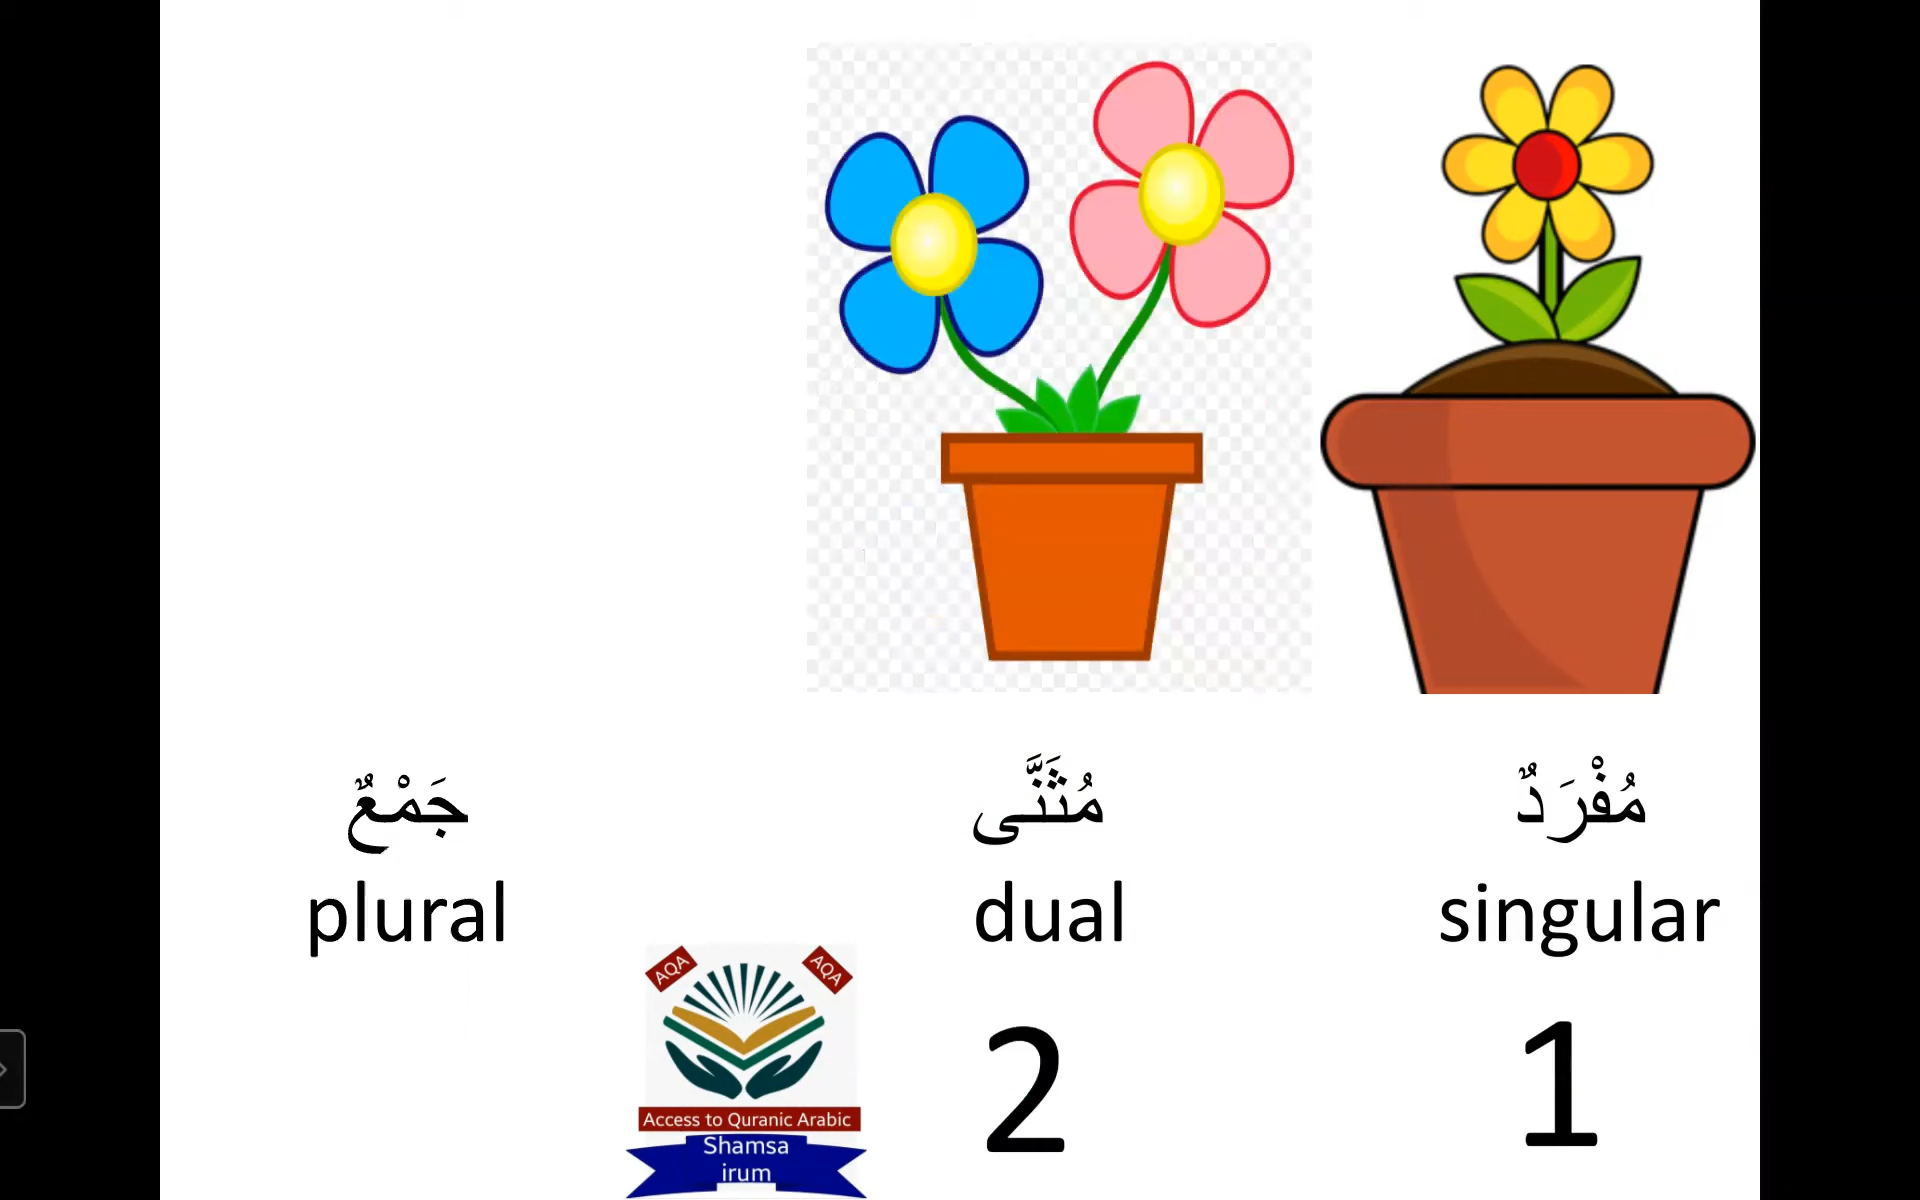 مُفْرَدٌ
مُثَنَّى
جَمْعٌ
singular
dual
plural
1
2
AQA
AQA
Access to Quranic Arabic
Shamsa
irum